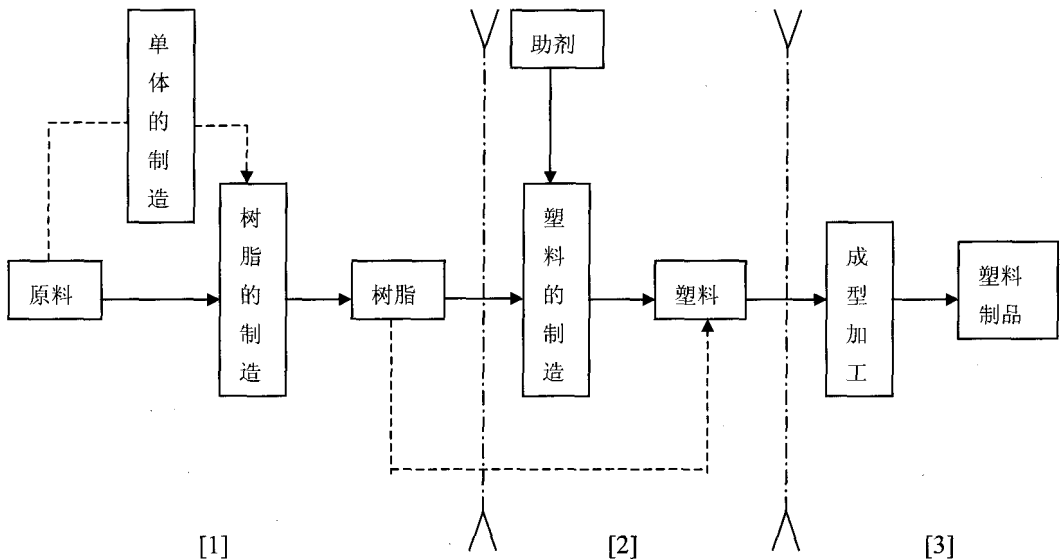 单体的制造
助剂
原料
树脂的制造
树脂
塑料的制造
塑料
成型加工
塑料
制品
[1]
[2]
[3]